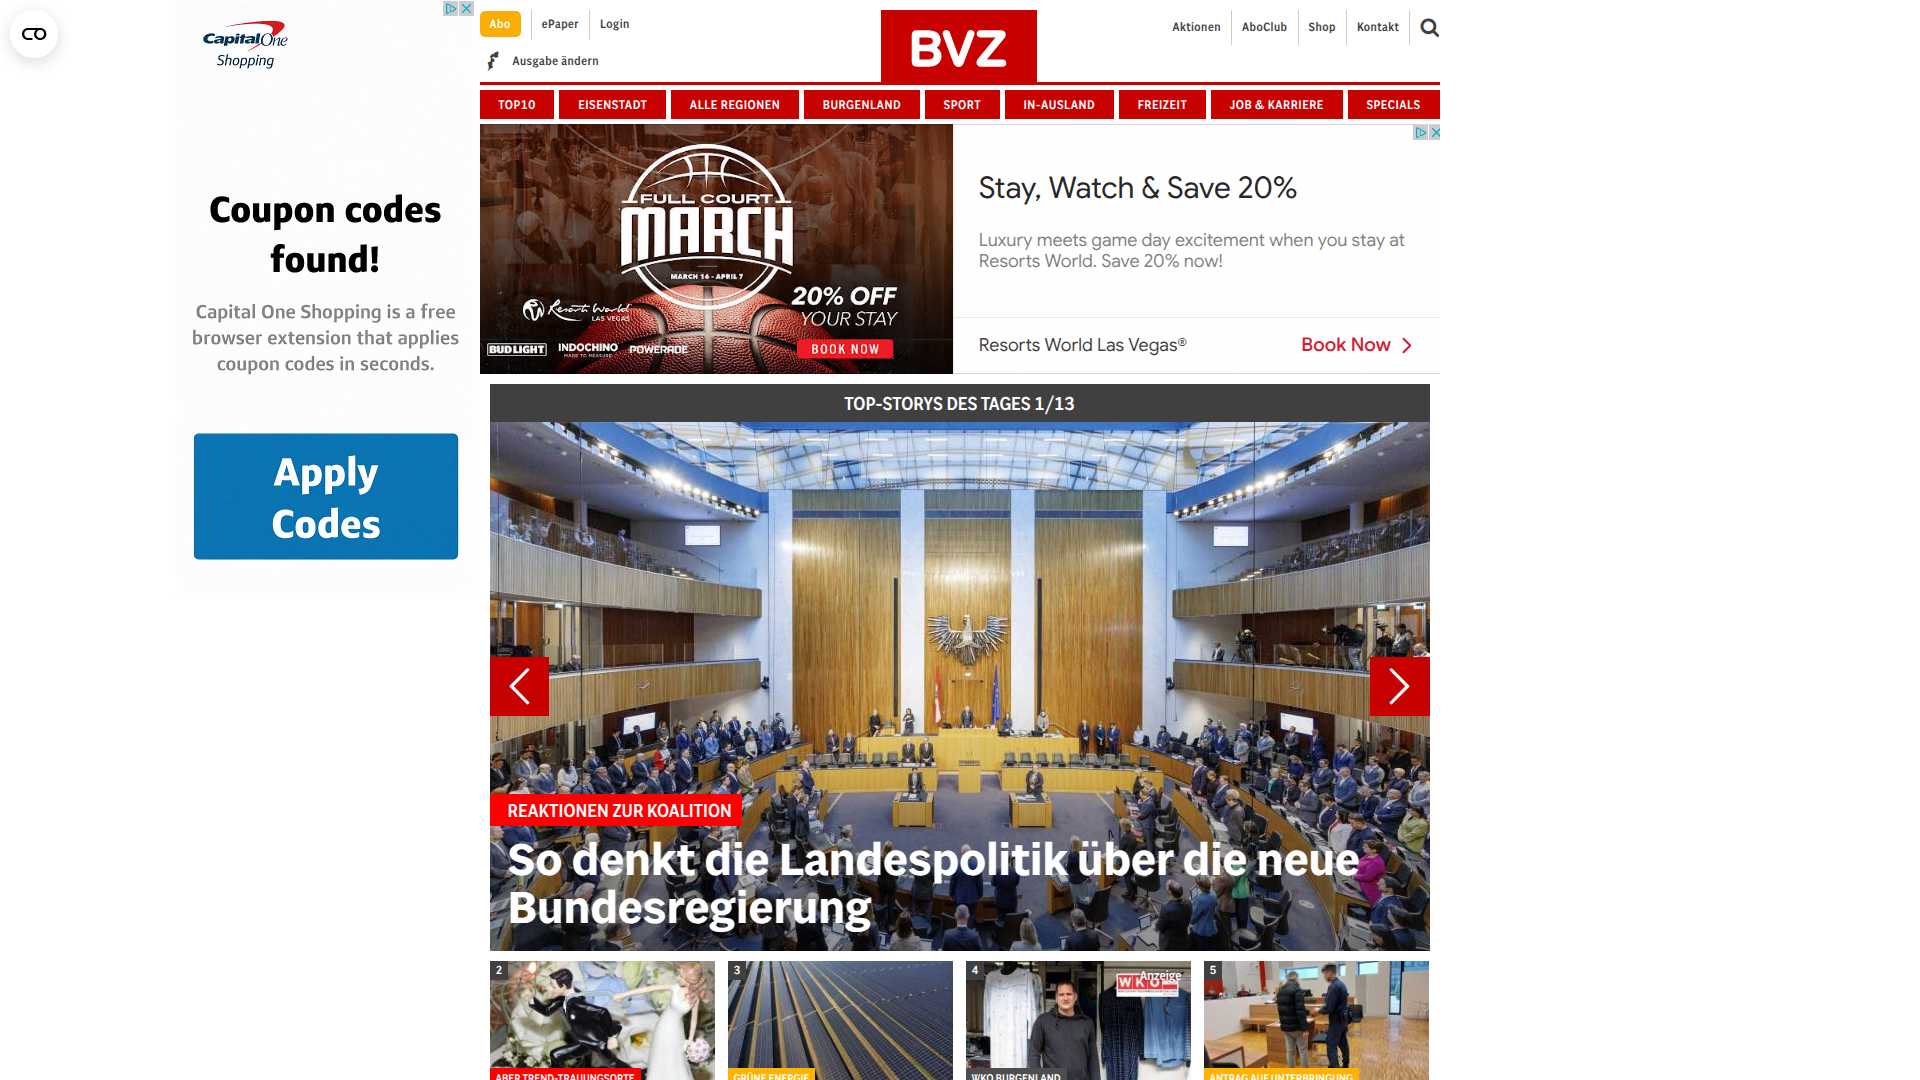 Capital One
Shopping
Coupon codes
found!
Capital One Shopping is a free
browser extension that applies
coupon codes in seconds.
Apply
Codes
Abo
ePaper
Login
Ausgabe ändern
BVZ
Aktionen
AboClub
Shop
Kontakt
TOP10
EISENSTADT
ALLE REGIONEN
BURGENLAND
SPORT
IN-AUSLAND
FREIZEIT
JOB & KARRIERE
SPECIALS
FULL COURT
MARCH
MARCH 16 - APRIL 7
20% OFF
YOUR STAY
Resorts World
LAS VEGAS
BUD LIGHT
INDOCHINO
MADE TO MEASURE
POWERADE
BOOK NOW
Stay, Watch & Save 20%
Luxury meets game day excitement when you stay at
Resorts World. Save 20% now!
Resorts World Las Vegas®
Book Now
TOP-STORYS DES TAGES 1/13
REAKTIONEN ZUR KOALITION
So denkt die Landespolitik über die neue
Bundesregierung
2
3
4
5
Anzeige
WKO
ABER TREND-TRAUUNGSORTE
GRÜNE ENERGIE
WKO BURGENLAND
ANTRAG AUF UNTERBRINGUNG